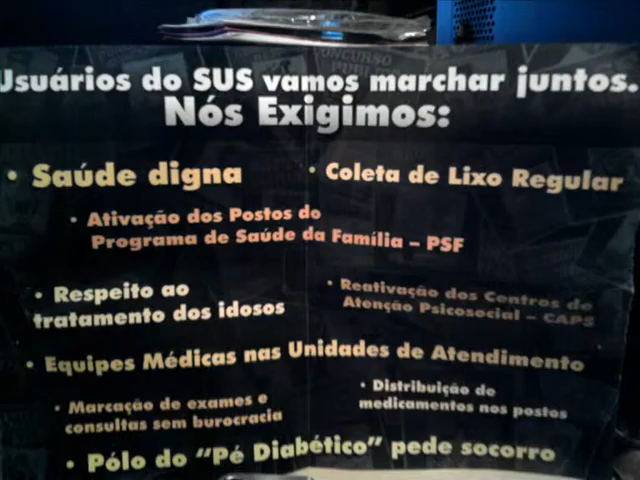 Usuários do SUS vamos marchar juntos.
Nós Exigimos:
• Saúde digna
• Coleta de Lixo Regular
• Ativação dos Postos do
Programa de Saúde da Família – PSF
• Respeito ao
tratamento dos idosos
• Reativação dos Centros de
Atenção Psicosocial – CAPS
• Equipes Médicas nas Unidades de Atendimento
• Marcação de exames e
consultas sem burocracia
• Distribuição de
medicamentos nos postos
• Pólo do "Pé Diabético" pede socorro